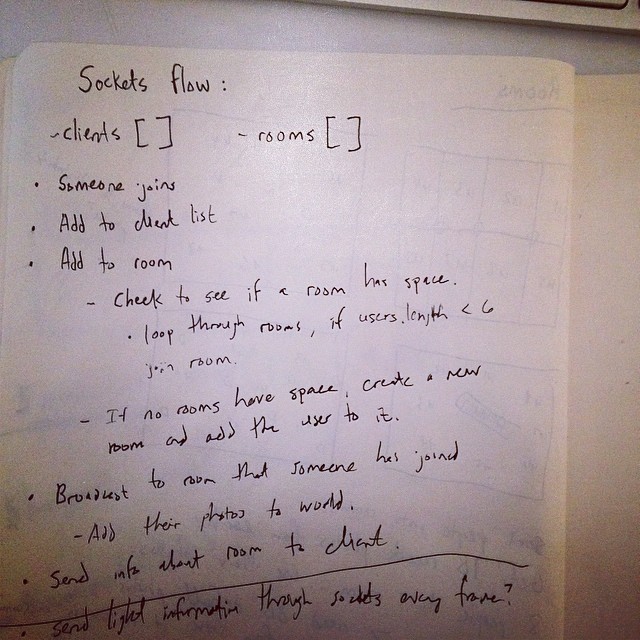 Sockets flow :
- clients [ ] - rooms [ ]
• Someone joins
• Add to client list
• Add to room
- Check to see if a room has space.
• loop through rooms, if users.length < 6
join room.
- If no rooms have space, create a new
room and add the user to it.
• Broadcast to room that someone has joined
- Add their photos to world.
• Send info about room to client.
• Send light information through sockets every frame?